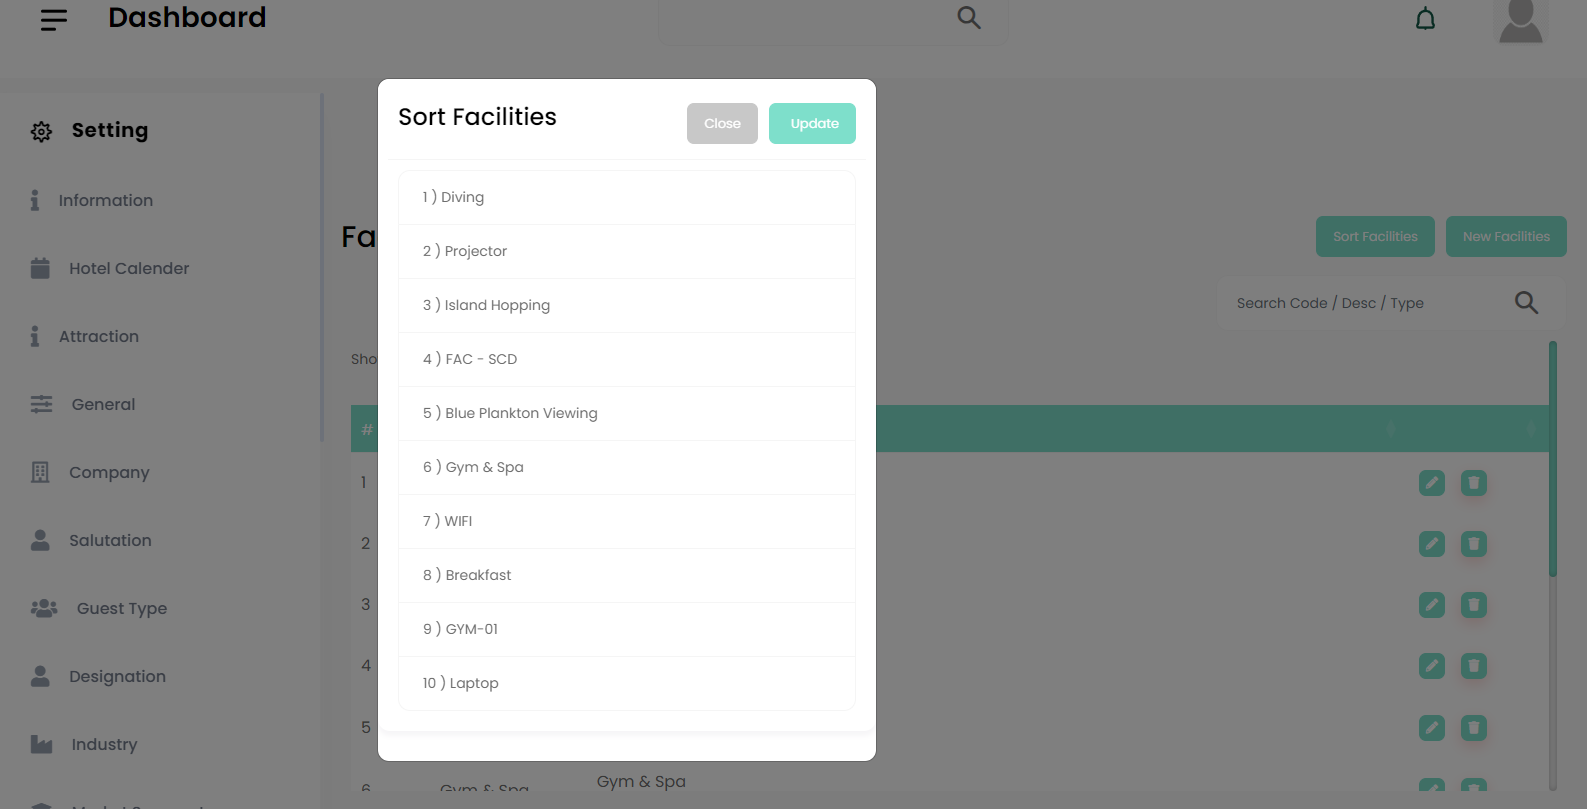 Dashboard
Setting
Information
Hotel Calender
Attraction
General
Company
Salutation
Guest Type
Designation
Industry
Sort Facilities
Close
Update
1 ) Diving
2 ) Projector
3 ) Island Hopping
4 ) FAC - SCD
5 ) Blue Plankton Viewing
6 ) Gym & Spa
7 ) WIFI
8 ) Breakfast
9 ) GYM-01
10 ) Laptop
Fa
Sort Facilities
New Facilities
Search Code / Desc / Type
Sho
#
1
2
3
4
5
6 Gym & Spa Gym & Spa